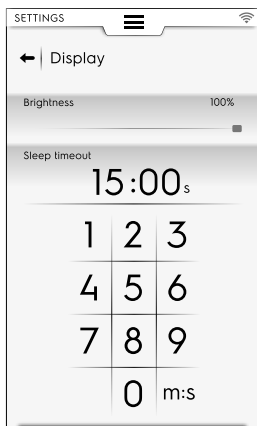 SETTINGS
Display
Brightness 100%
Sleep timeout
15:00s
1 2 3
4 5 6
7 8 9
0 m:s